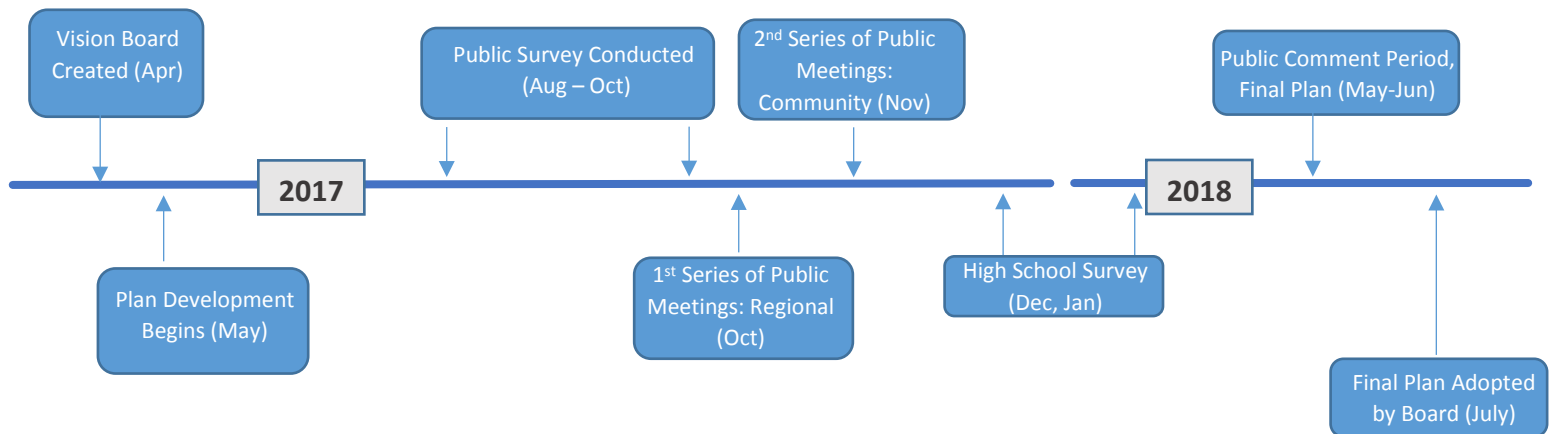 Vision Board
Created (Apr)
Public Survey Conducted
(Aug – Oct)
2nd Series of Public
Meetings:
Community (Nov)
Public Comment Period,
Final Plan (May-Jun)
2017
2018
Plan Development
Begins (May)
1st Series of Public
Meetings: Regional
(Oct)
High School Survey
(Dec, Jan)
Final Plan Adopted
by Board (July)